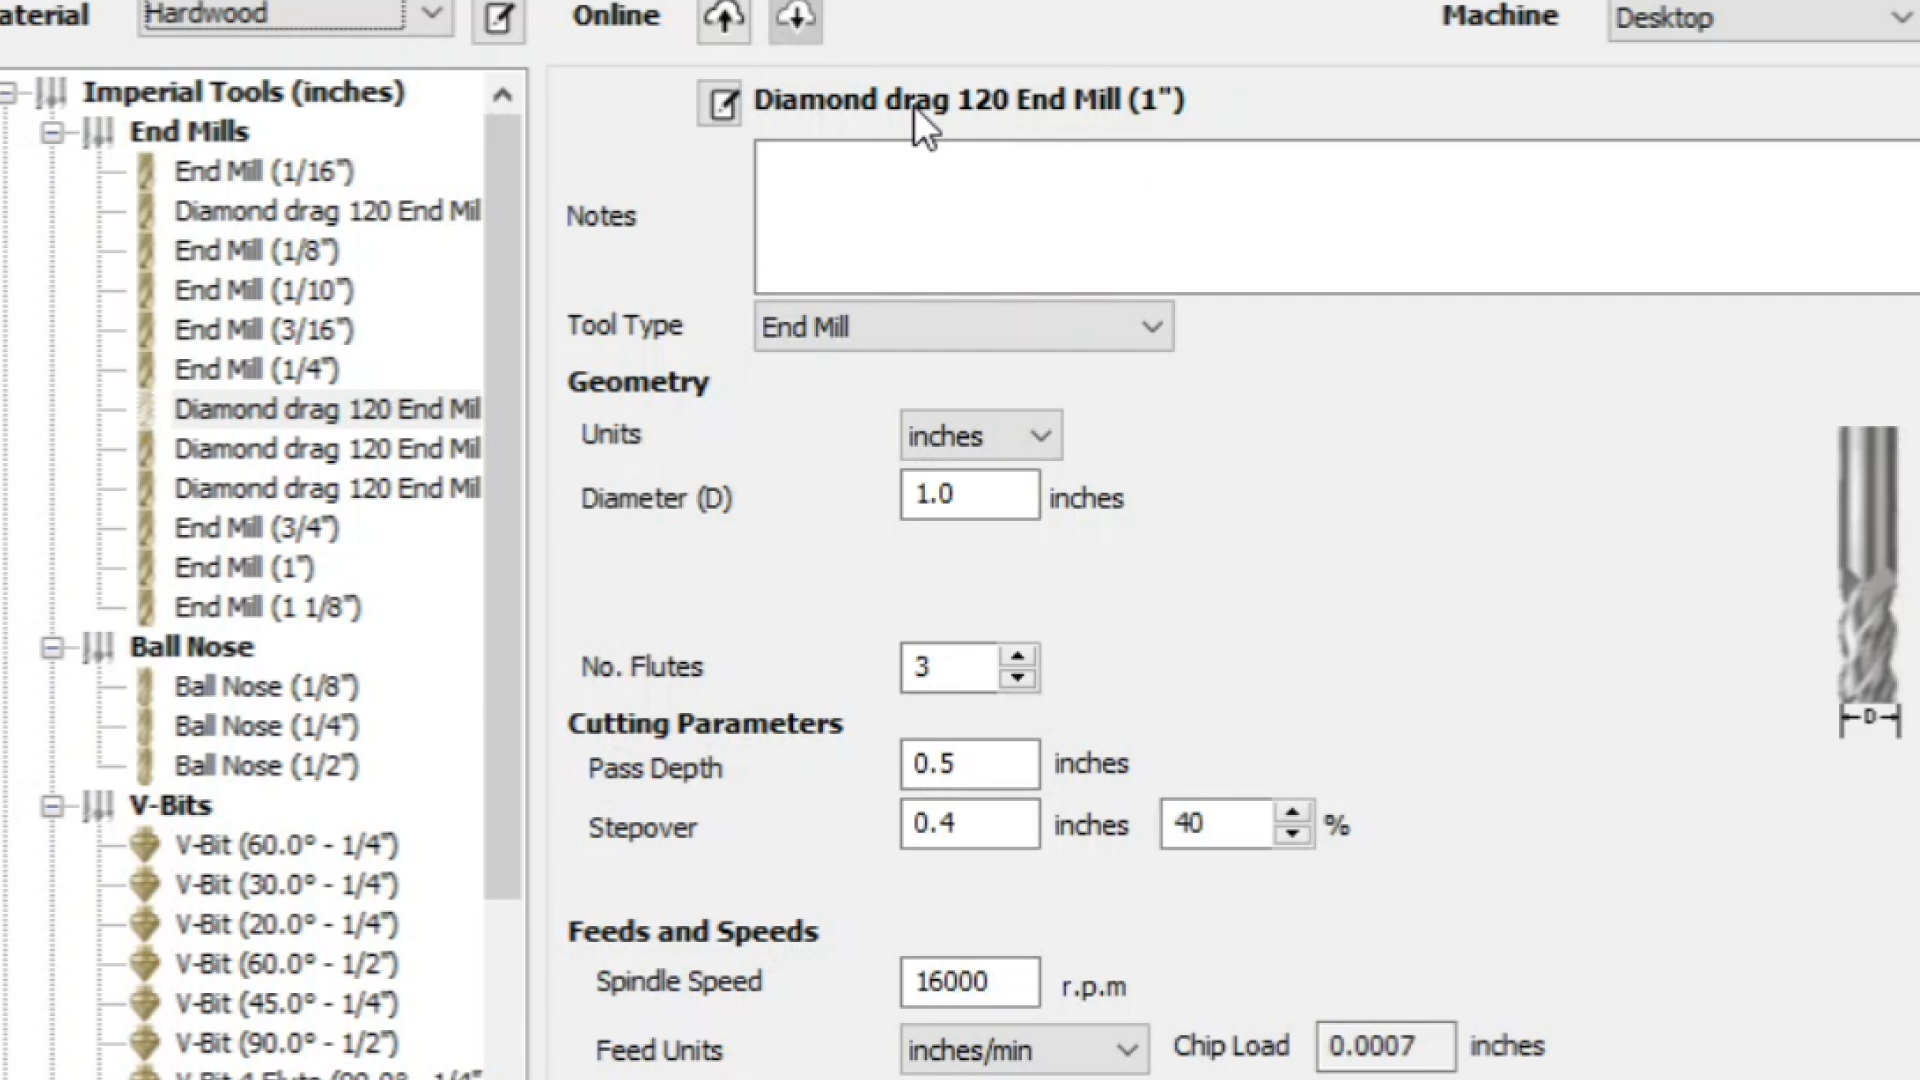 aterial
Hardwood
Online
Machine
Desktop
Imperial Tools (inches)
End Mills
End Mill (1/16")
Diamond drag 120 End Mil
End Mill (1/8")
End Mill (1/10")
End Mill (3/16")
End Mill (1/4")
Diamond drag 120 End Mil
Diamond drag 120 End Mil
Diamond drag 120 End Mil
End Mill (3/4")
End Mill (1")
End Mill (1 1/8")
Ball Nose
Ball Nose (1/8")
Ball Nose (1/4")
Ball Nose (1/2")
V-Bits
V-Bit (60.0° - 1/4")
V-Bit (30.0° - 1/4")
V-Bit (20.0° - 1/4")
V-Bit (60.0° - 1/2")
V-Bit (45.0° - 1/4")
V-Bit (90.0° - 1/2")
V-Bit 4 Flute (90.0° - 1/4"
Diamond drag 120 End Mill (1")
Notes
Tool Type End Mill
Geometry
Units inches
Diameter (D) 1.0 inches
No. Flutes 3
D
Cutting Parameters
Pass Depth 0.5 inches
Stepover 0.4 inches 40 %
Feeds and Speeds
Spindle Speed 16000 r.p.m
Feed Units inches/min Chip Load 0.0007 inches